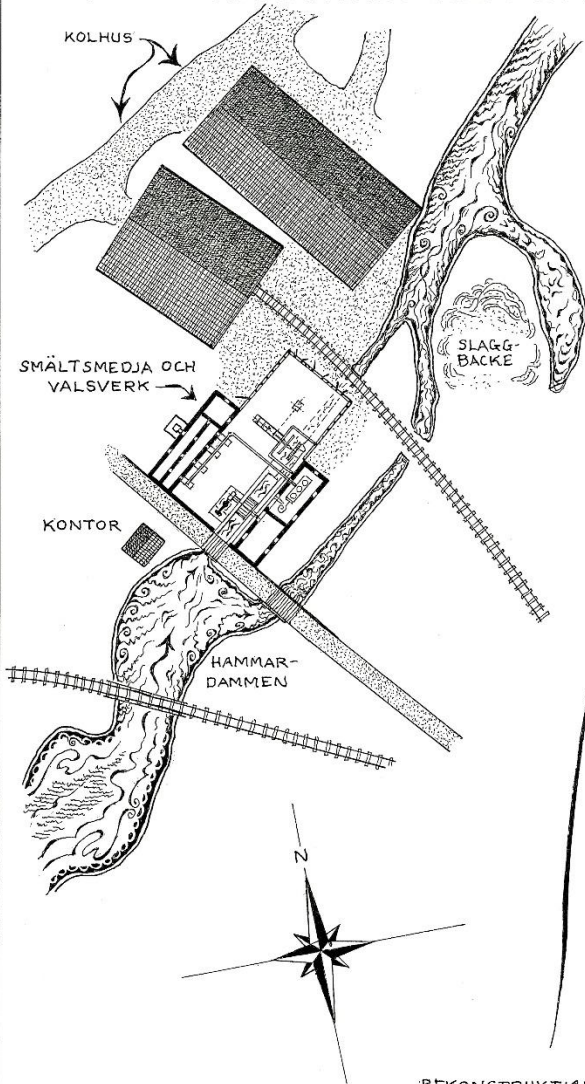 KOLHUS
SLAGG-
BACKE
SMÄLTSMEDJA OCH
VALSVERK
KONTOR
HAMMAR-
DAMMEN
N